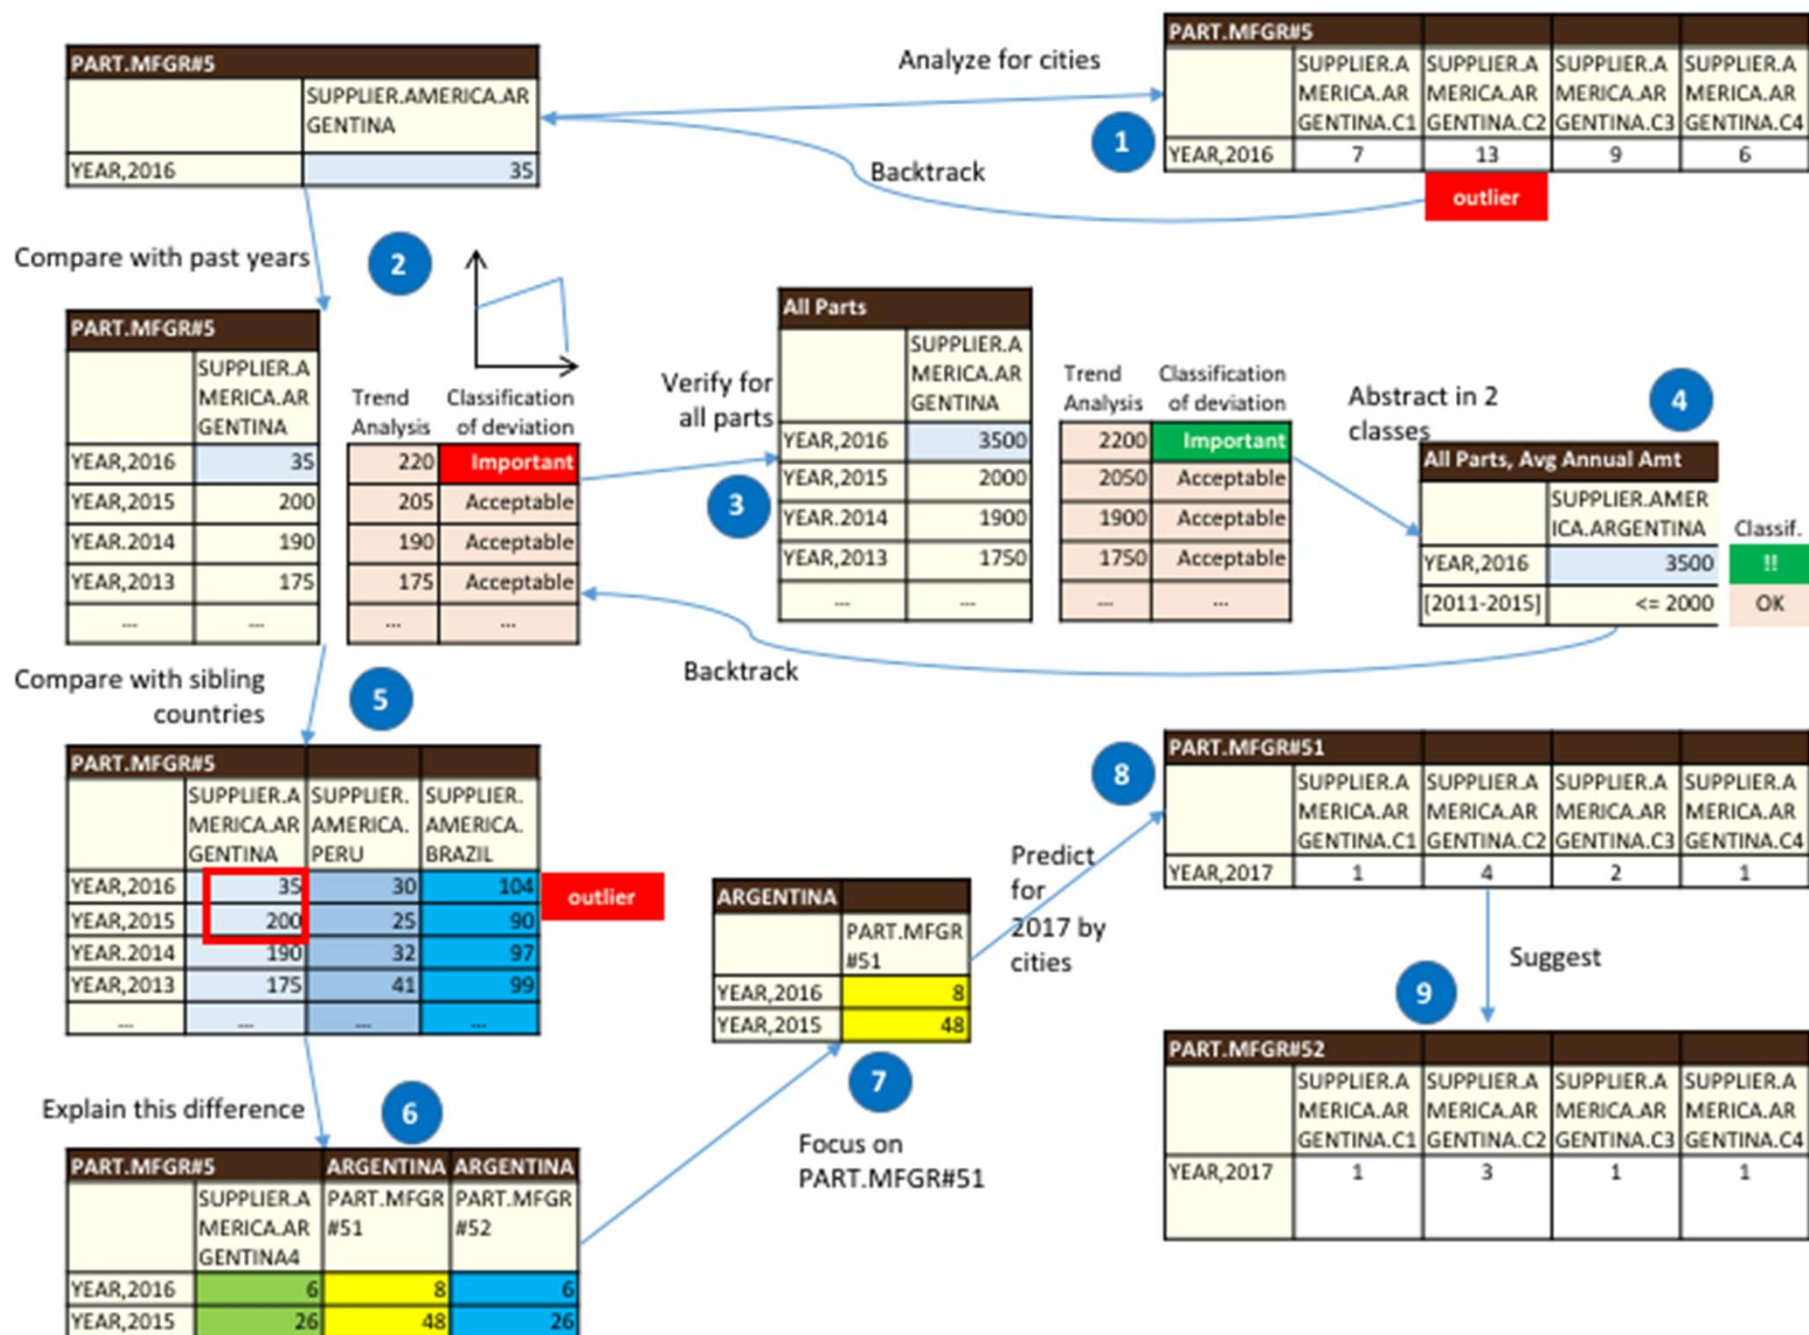 PART.MFGR#5
SUPPLIER.AMERICA.AR
GENTINA
YEAR,2016 35
Analyze for cities
Backtrack
1
PART.MFGR#5
SUPPLIER.A SUPPLIER.A SUPPLIER.A SUPPLIER.A
MERICA.AR MERICA.AR MERICA.AR MERICA.AR
GENTINA.C1 GENTINA.C2 GENTINA.C3 GENTINA.C4
YEAR,2016 7 13 9 6
outlier
Compare with past years
2
PART.MFGR#5
SUPPLIER.A
MERICA.AR
GENTINA
YEAR,2016 35
YEAR,2015 200
YEAR.2014 190
YEAR,2013 175
... ...
Trend Classification
Analysis of deviation
220 Important
205 Acceptable
190 Acceptable
175 Acceptable
... ...
Verify for
all parts
3
All Parts
SUPPLIER.A
MERICA.AR
GENTINA
YEAR,2016 3500
YEAR,2015 2000
YEAR.2014 1900
YEAR,2013 1750
... ...
Trend Classification
Analysis of deviation
2200 Important
2050 Acceptable
1900 Acceptable
1750 Acceptable
... ...
Abstract in 2
classes
4
All Parts, Avg Annual Amt
SUPPLIER.AMER
ICA.ARGENTINA Classif.
YEAR,2016 3500 !!
[2011-2015] <= 2000 OK
Backtrack
Compare with sibling
countries
5
PART.MFGR#5
SUPPLIER.A SUPPLIER. SUPPLIER.
MERICA.AR AMERICA. AMERICA.
GENTINA PERU BRAZIL
YEAR,2016 35 30 104
YEAR,2015 200 25 90
YEAR.2014 190 32 97
YEAR,2013 175 41 99
... ... ... ...
outlier
Explain this difference
6
PART.MFGR#5 ARGENTINA ARGENTINA
SUPPLIER.A PART.MFGR PART.MFGR
MERICA.AR #51 #52
GENTINA4
YEAR,2016 6 8 6
YEAR,2015 26 48 26
ARGENTINA
PART.MFGR
#51
YEAR,2016 8
YEAR,2015 48
7
Focus on
PART.MFGR#51
Predict
for
2017 by
cities
8
PART.MFGR#51
SUPPLIER.A SUPPLIER.A SUPPLIER.A SUPPLIER.A
MERICA.AR MERICA.AR MERICA.AR MERICA.AR
GENTINA.C1 GENTINA.C2 GENTINA.C3 GENTINA.C4
YEAR,2017 1 4 2 1
Suggest
9
PART.MFGR#52
SUPPLIER.A SUPPLIER.A SUPPLIER.A SUPPLIER.A
MERICA.AR MERICA.AR MERICA.AR MERICA.AR
GENTINA.C1 GENTINA.C2 GENTINA.C3 GENTINA.C4
YEAR,2017 1 3 1 1